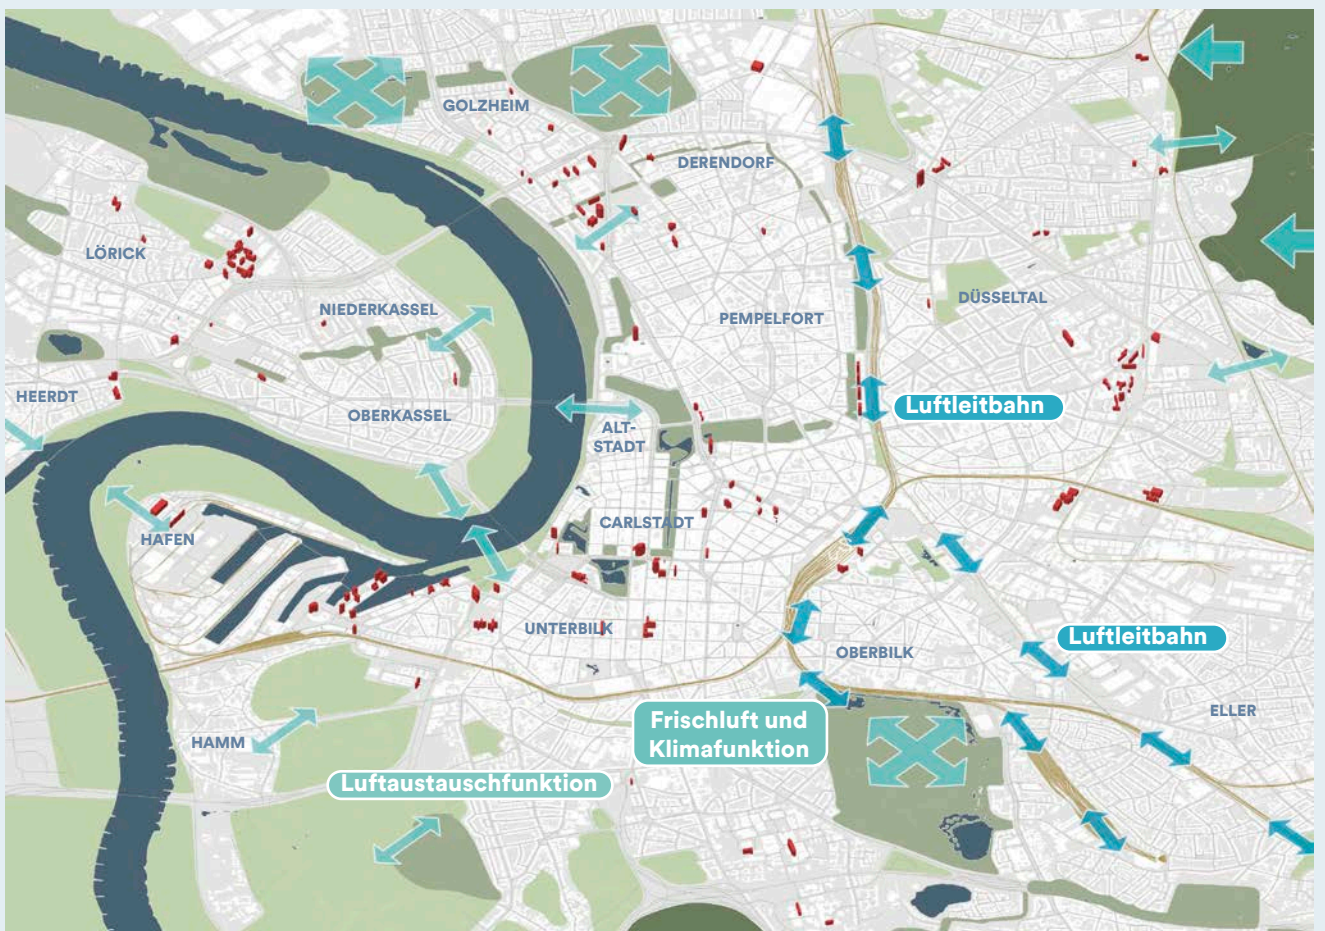 GOLZHEIM
DERENDORF
LÖRICK
NIEDERKASSEL
DÜSSELTAL
PEMPELFORT
HEERDT
OBERKASSEL
Luftleitbahn
ALT-
STADT
CARLSTADT
HAFEN
UNTERBILK
Luftleitbahn
OBERBILK
ELLER
Frischluft und
Klimafunktion
HAMM
Luftaustauschfunktion